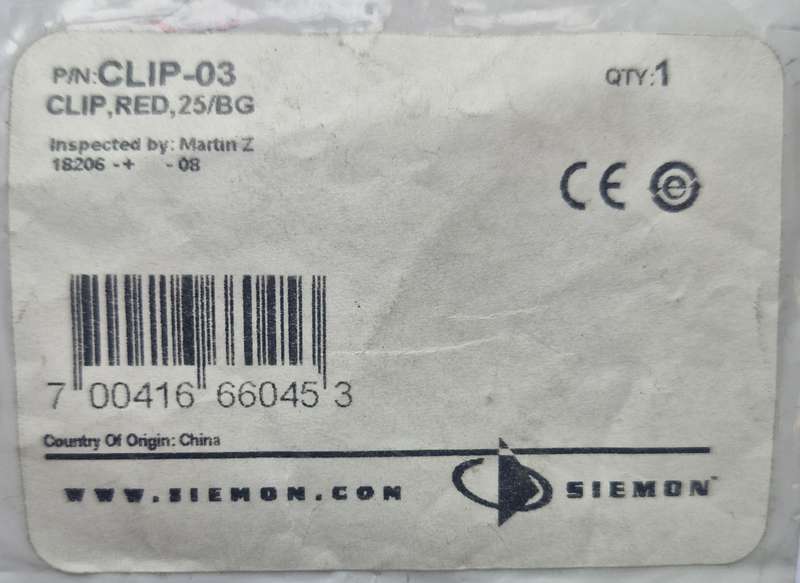 P/N:CLIP-03
QTY:1
CLIP,RED,25/BG
Inspected by: Martin Z
18206 -+ - 08
CE e
7 00416 66045 3
Country Of Origin: China
WWW.SIEMON.COM
SIEMON™